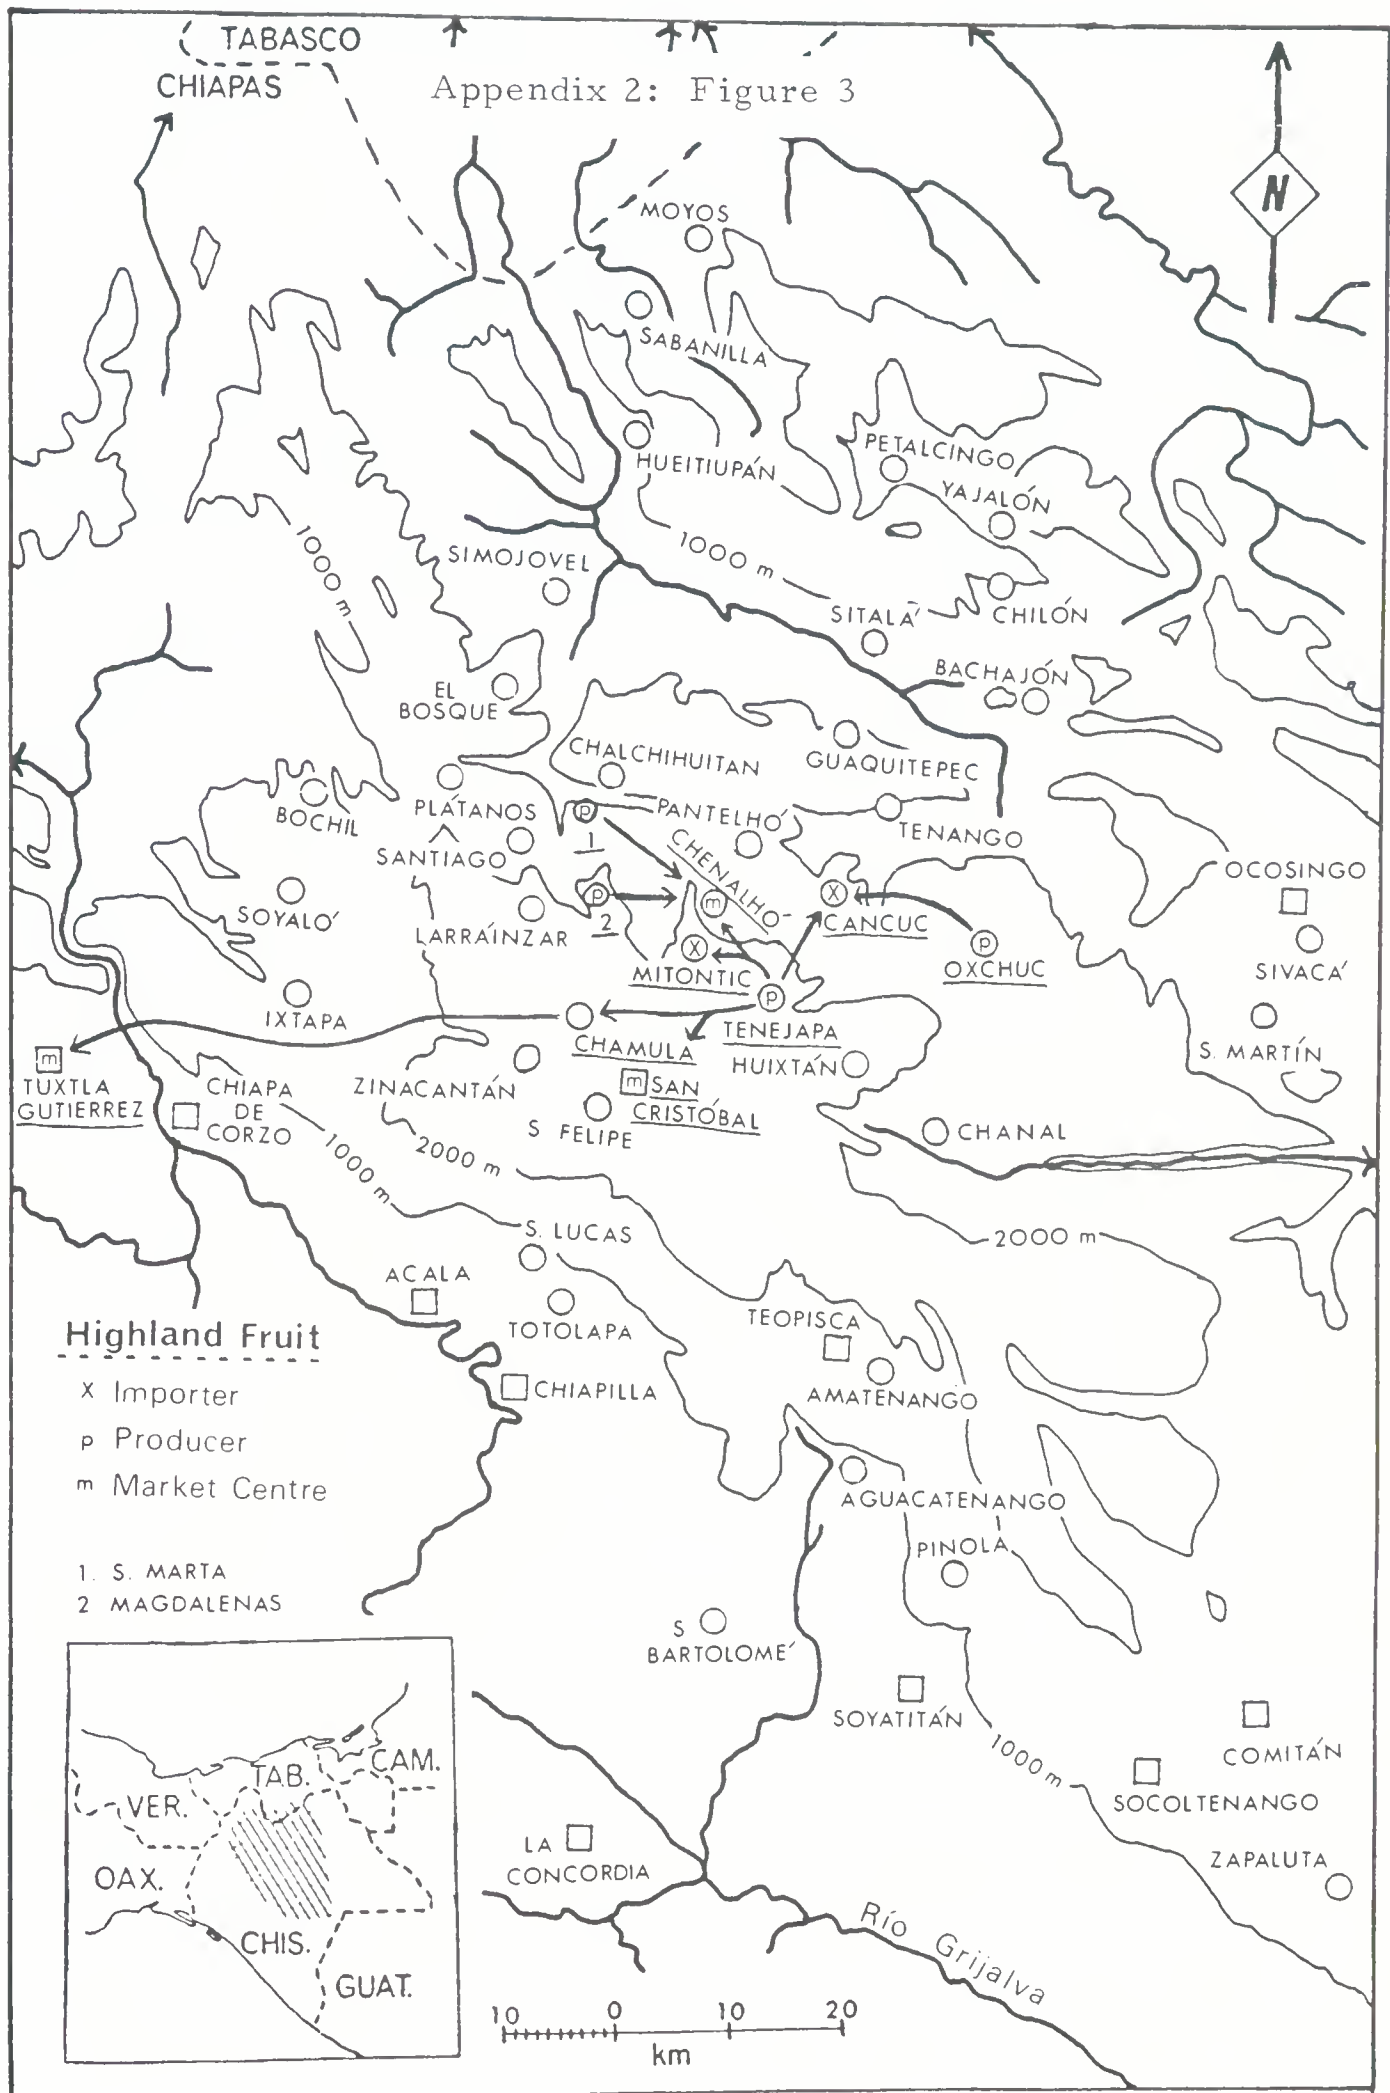 TABASCO
CHIAPAS
Appendix 2: Figure 3
N
MOYOS
SABANILLA
HUEITIUPÁN
PETALCINGO
YAJALÓN
1000 m
1000 m
SIMOJOVEL
SITALÁ
CHILÓN
BACHAJÓN
EL
BOSQUE
CHALCHIHUITAN
GUAQUITEPEC
PLÁTANOS
BOCHIL
p
1
PANTELHÓ
TENANGO
SANTIAGO
CHENALHÓ
OCOSINGO
SOYALÓ
LARRAÍNZAR
p
2
m
X
CANCUC
p
OXCHUC
SIVACÁ
X
MITONTIC
p
IXTAPA
CHAMULA
TENEJAPA
HUIXTÁN
S. MARTÍN
m
TUXTLA
GUTIERREZ
CHIAPA
DE
CORZO
ZINACANTÁN
m
SAN
CRISTÓBAL
S FELIPE
CHANAL
1000 m
2000 m
2000 m
S. LUCAS
ACALA
TOTOLAPA
TEOPISCA
CHIAPILLA
AMATENANGO
Highland Fruit
X Importer
p Producer
m Market Centre
AGUACATENANGO
PINOLA
1. S. MARTA
2 MAGDALENAS
S
BARTOLOMÉ
SOYATITÁN
1000 m
COMITÁN
SOCOLTENANGO
ZAPALUTA
LA
CONCORDIA
Río Grijalva
TAB.
CAM.
VER.
OAX.
CHIS.
GUAT.
10 0 10 20
km